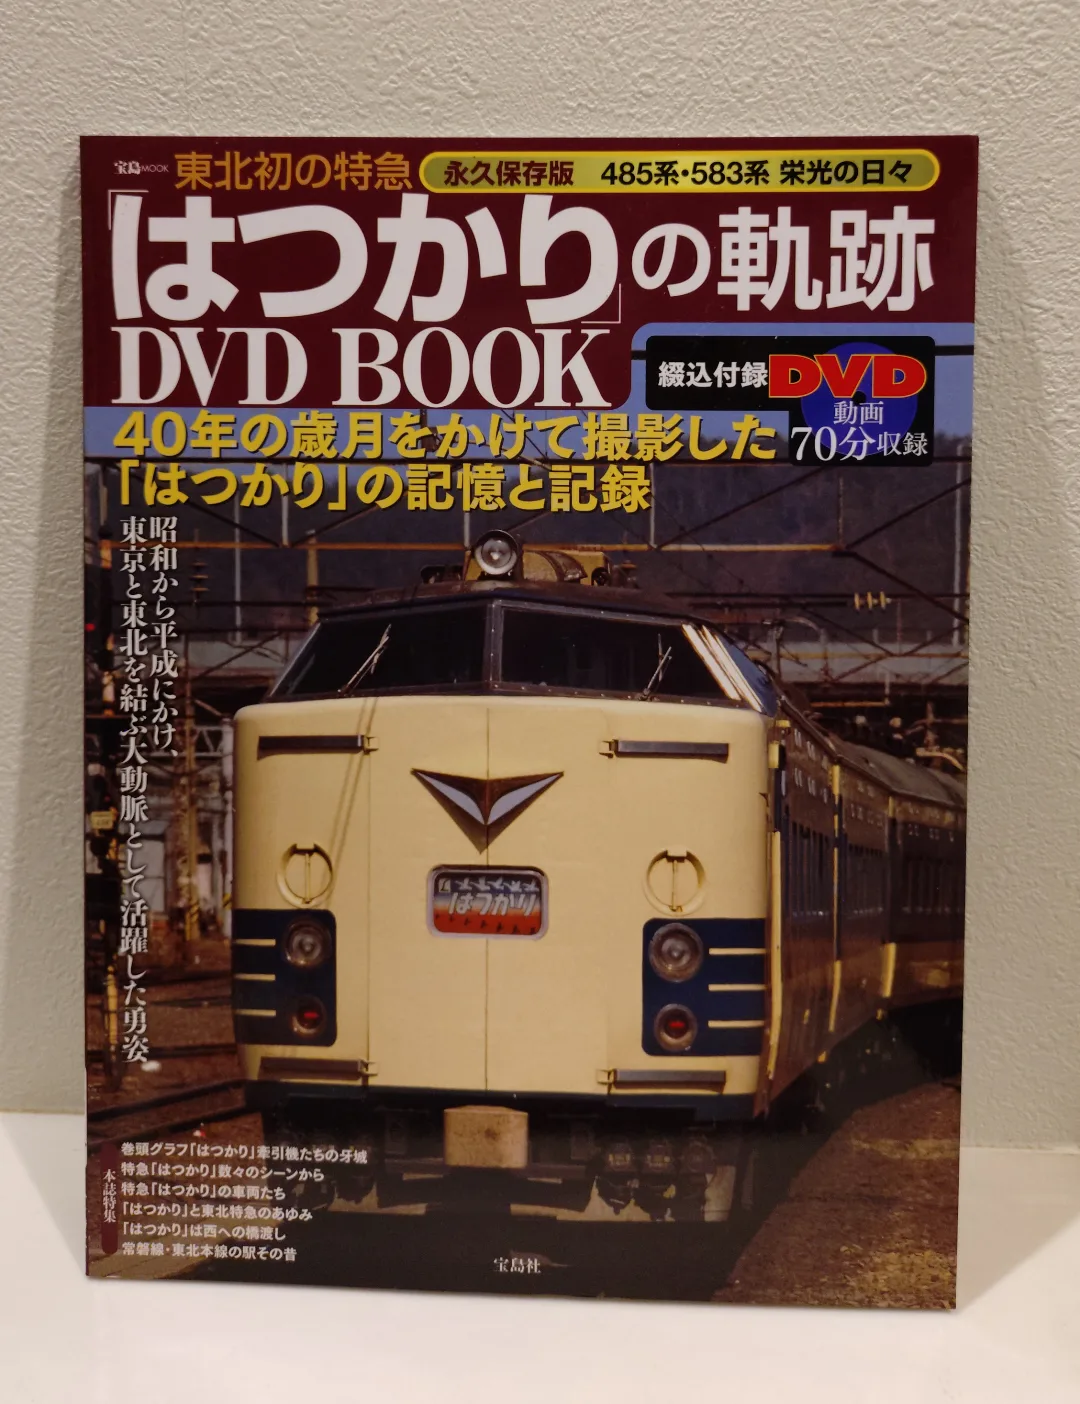 宝島MOOK
東北初の特急
永久保存版 485系・583系 栄光の日々
「はつかり」の軌跡
DVD BOOK
綴込付録DVD
動画
70分収録
40年の歳月をかけて撮影した
「はつかり」の記憶と記録
昭和から平成にかけ、
東京と東北を結ぶ大動脈として活躍した勇姿
はつかり
本誌特集
巻頭グラフ「はつかり」牽引機たちの牙城
特急「はつかり」数々のシーンから
特急「はつかり」の車両たち
「はつかり」と東北特急のあゆみ
「はつかり」は西への橋渡し
常磐線・東北本線の駅その昔
宝島社